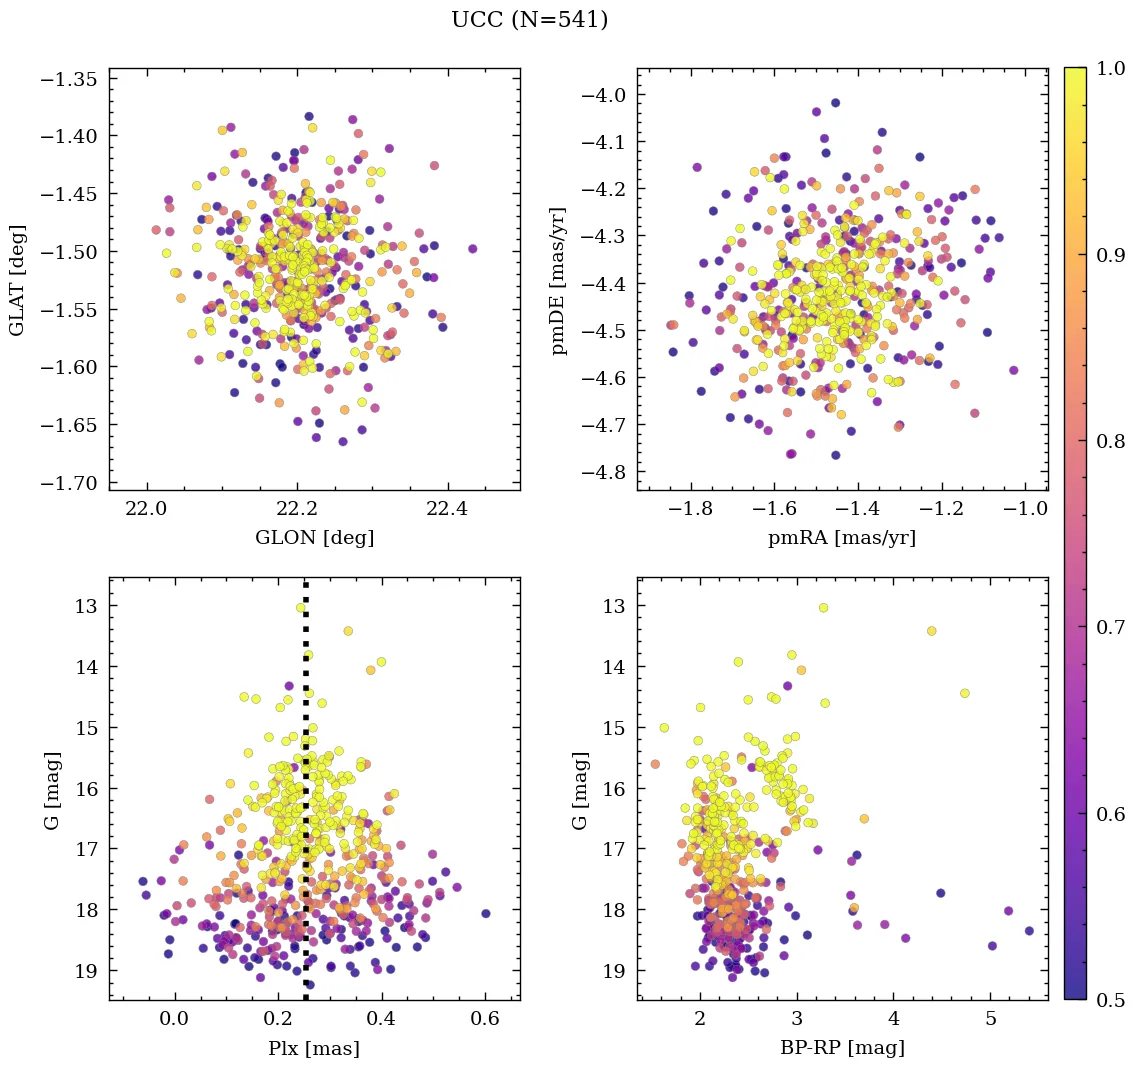 UCC (N=541)
−1.35
−1.40
−1.45
−1.50
−1.55
−1.60
−1.65
−1.70
GLAT [deg]
22.0 22.2 22.4
GLON [deg]
−4.0
−4.1
−4.2
−4.3
−4.4
−4.5
−4.6
−4.7
−4.8
pmDE [mas/yr]
−1.8 −1.6 −1.4 −1.2 −1.0
pmRA [mas/yr]
13
14
15
16
17
18
19
G [mag]
0.0 0.2 0.4 0.6
Plx [mas]
13
14
15
16
17
18
19
G [mag]
2 3 4 5
BP-RP [mag]
1.0
0.9
0.8
0.7
0.6
0.5